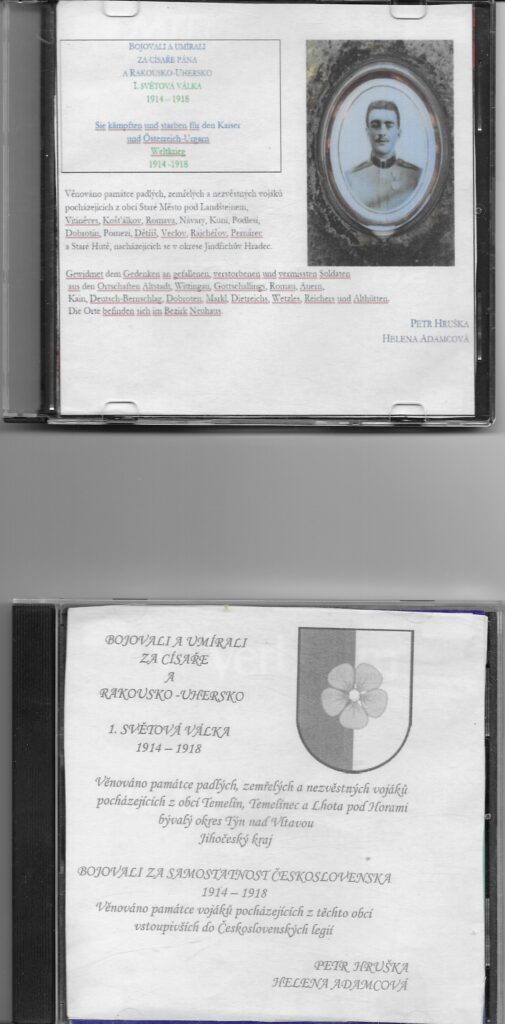 BOJOVALI A UMÍRALI
ZA CÍSAŘE PÁNA
A RAKOUSKO-UHERSKO
I. SVĚTOVÁ VÁLKA
1914 – 1918
Sie kämpften und starben für den Kaiser
und Österreich-Ungarn
Weltkrieg
1914 -1918
Věnováno památce padlých, zemřelých a nezvěstných vojáků
pocházejících z obcí Staré Město pod Landštejnem,
Vitiněves, Košťálkov, Romava, Návary, Kuní, Podlesí,
Dobrotín, Pomezí, Dětřiš, Veclov, Rajchéřov, Pernárec
a Staré Hutě, nacházejících se v okrese Jindřichův Hradec.
Gewidmet dem Gedenken an gefallenen, verstorbenen und vermissten Soldaten
aus den Ortschaften Altstadt, Wittingau, Gottschallings, Romau, Auern,
Kain, Deutsch-Bernschlag, Dobroten, Markl, Dietreichs, Wetzles, Reichers und Althütten.
Die Orte befinden sich im Bezirk Neuhaus.
PETR HRUŠKA
HELENA ADAMCOVÁ
BOJOVALI A UMÍRALI
ZA CÍSAŘE
A
RAKOUSKO -UHERSKO
1. SVĚTOVÁ VÁLKA
1914 – 1918
Věnováno památce padlých, zemřelých a nezvěstných vojáků
pocházejících z obcí Temelín, Temelínec a Lhota pod Horami
bývalý okres Týn nad Vltavou
Jihočeský kraj
BOJOVALI ZA SAMOSTATNOST ČESKOSLOVENSKA
1914 – 1918
Věnováno památce vojáků pocházejících z těchto obcí
vstoupivších do Československých legií
PETR HRUŠKA
HELENA ADAMCOVÁ